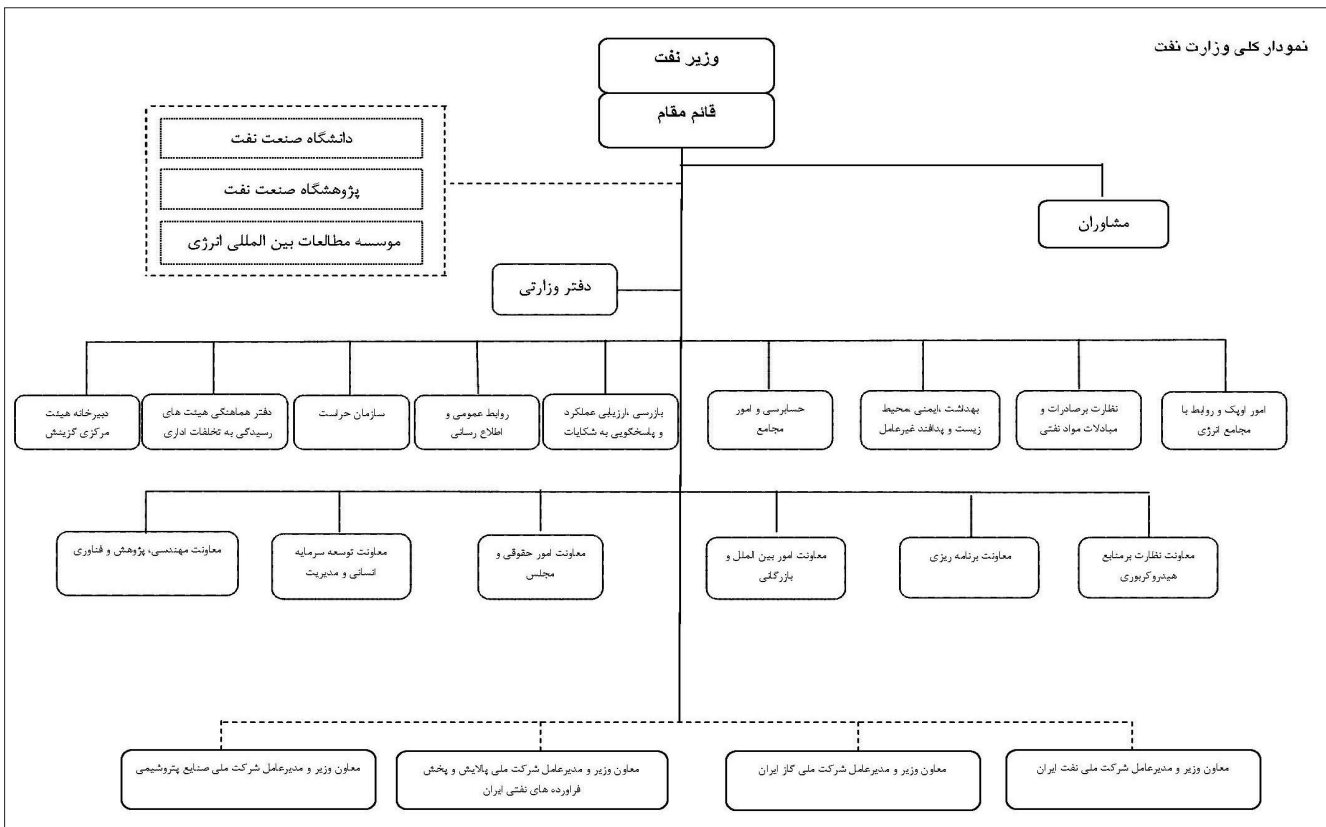 نمودار کلی وزارت نفت
وزیر نفت
قائم مقام
دانشگاه صنعت نفت
پژوهشگاه صنعت نفت
موسسه مطالعات بین المللی انرژی
مشاوران
دفتر وزارتی
امور اوپک و روابط با
مجامع انرژی
نظارت برصادرات و
مبادلات مواد نفتی
بهداشت ،ایمنی ،محیط
زیست و پدافند غیرعامل
حسابرسی و امور
مجامع
بازرسی ،ارزیابی عملکرد
و پاسخگویی به شکایات
روابط عمومی و
اطلاع رسانی
سازمان حراست
دفتر هماهنگی هیئت های
رسیدگی به تخلفات اداری
دبیرخانه هیئت
مرکزی گزینش
معاونت نظارت برمنابع
هیدروکربوری
معاونت برنامه ریزی
معاونت امور بین الملل و
بازرگانی
معاونت امور حقوقی و
مجلس
معاونت توسعه سرمایه
انسانی و مدیریت
معاونت مهندسی، پژوهش و فناوری
معاون وزیر و مدیرعامل شرکت ملی نفت ایران
معاون وزیر و مدیرعامل شرکت ملی گاز ایران
معاون وزیر و مدیرعامل شرکت ملی پالایش و پخش
فراورده های نفتی ایران
معاون وزیر و مدیرعامل شرکت ملی صنایع پتروشیمی